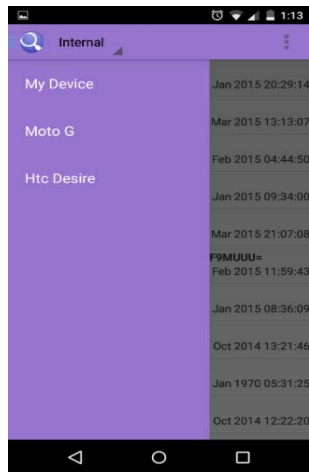 1:13
Internal
My Device
Jan 2015 20:29:14
Mar 2015 13:13:07
Moto G
Feb 2015 04:44:50
Htc Desire
Jan 2015 09:34:00
Mar 2015 21:07:08
F9MUUU=
Feb 2015 11:59:43
Jan 2015 08:36:09
Oct 2014 13:21:46
Jan 1970 05:31:25
Oct 2014 12:22:20